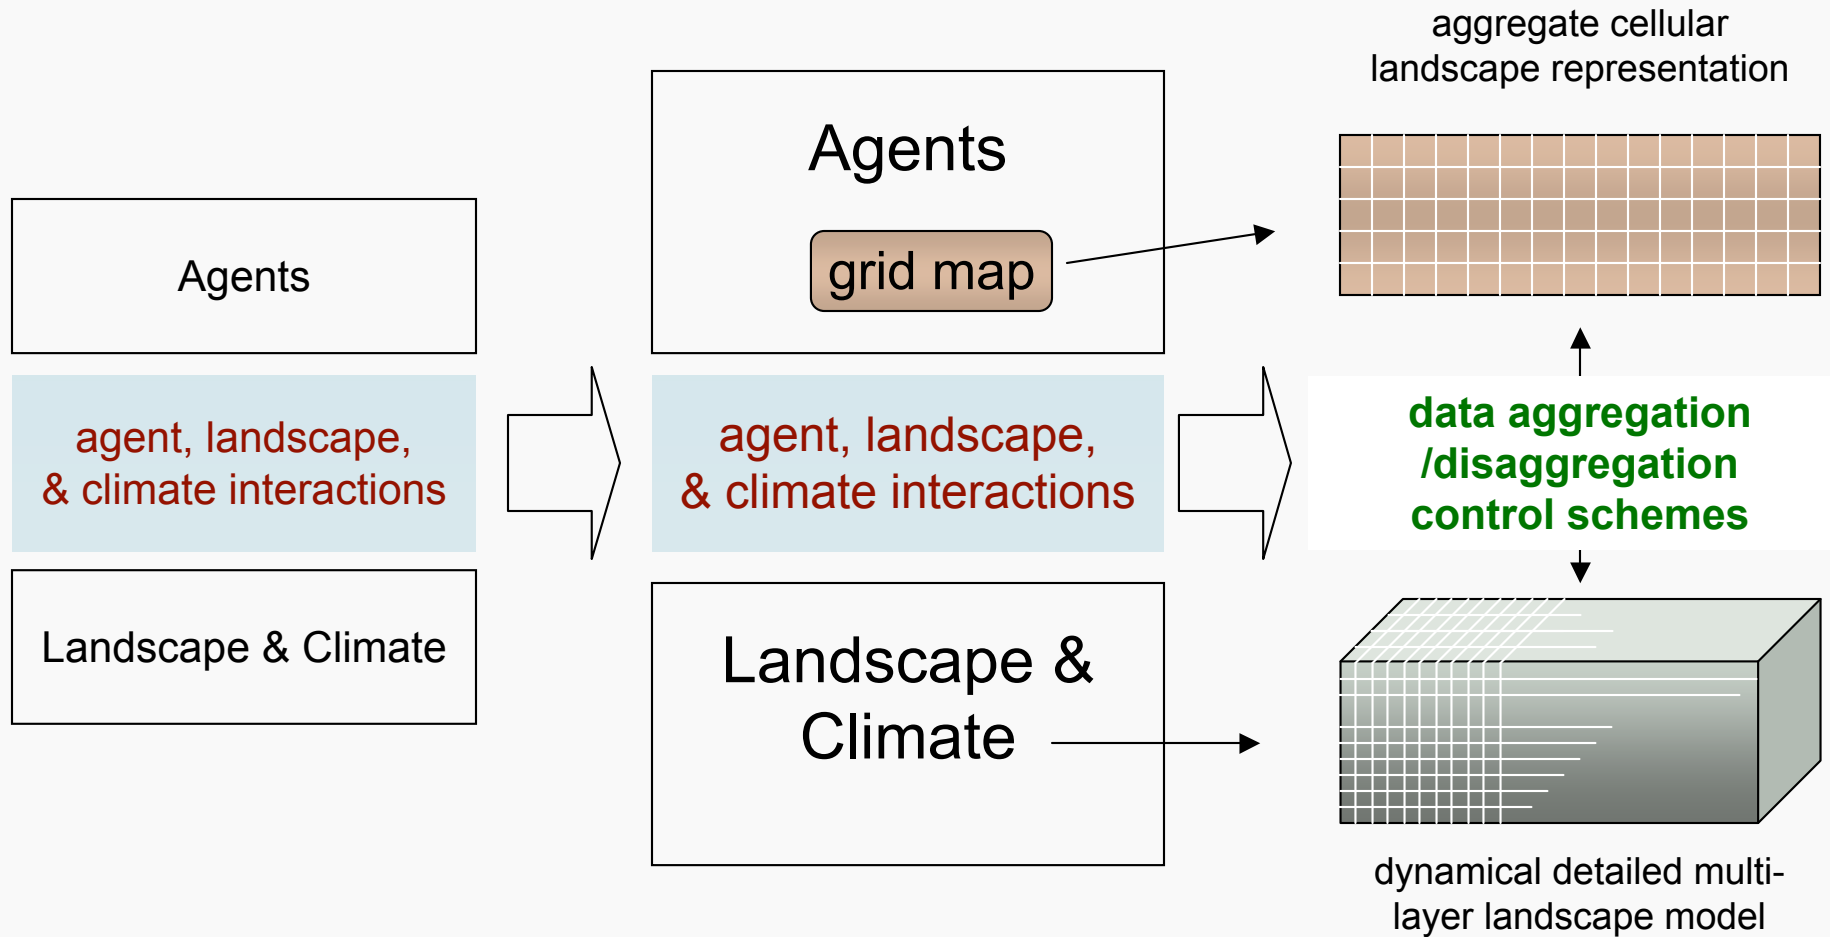 Agents
agent, landscape,
& climate interactions
Landscape & Climate
Agents
grid map
agent, landscape,
& climate interactions
Landscape &
Climate
aggregate cellular
landscape representation
data aggregation
/disaggregation
control schemes
dynamical detailed multi-
layer landscape model